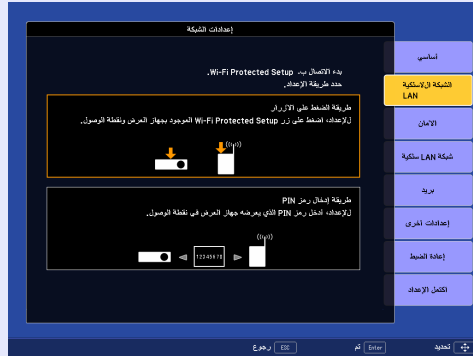 إعدادات الشبكة
بدء الاتصال ب، Wi-Fi Protected Setup.
حدد طريقة الإعداد.
طريقة الضغط على الازرار
للإعداد، اضغط على زر Wi-Fi Protected Setup الموجود بجهاز العرض ونقطة الوصول.
طريقة إدخال رمز PIN
للإعداد، أدخل رمز PIN الذي يعرضه جهاز العرض في نقطة الوصول.
12345678
أساسي
الشبكة اللاسلكية
LAN
الامان
شبكة LAN سلكية
بريد
إعدادات أخرى
إعادة الضبط
اكتمل الإعداد
تحديد
Enter تم
ESC رجوع